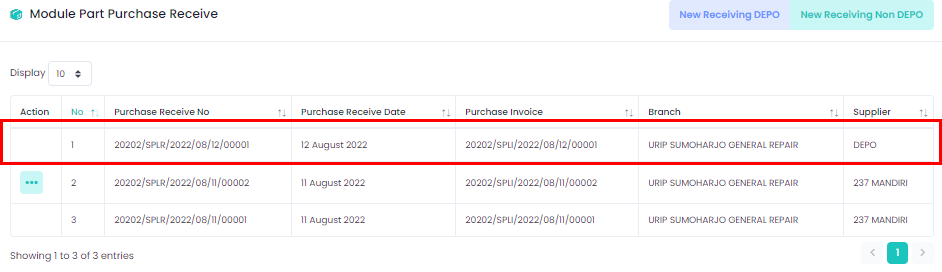 Module Part Purchase Receive
New Receiving DEPO New Receiving Non DEPO
Display 10
Action No Purchase Receive No Purchase Receive Date Purchase Invoice Branch Supplier
1 20202/SPLR/2022/08/12/00001 12 August 2022 20202/SPLI/2022/08/12/00001 URIP SUMOHARJO GENERAL REPAIR DEPO
2 20202/SPLR/2022/08/11/00002 11 August 2022 20202/SPLI/2022/08/11/00002 URIP SUMOHARJO GENERAL REPAIR 237 MANDIRI
3 20202/SPLR/2022/08/11/00001 11 August 2022 20202/SPLI/2022/08/11/00001 URIP SUMOHARJO GENERAL REPAIR 237 MANDIRI
Showing 1 to 3 of 3 entries
1